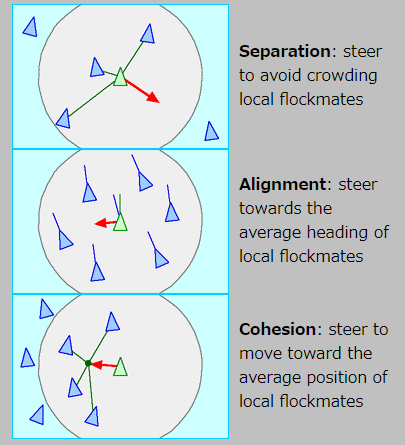 Separation: steer
to avoid crowding
local flockmates
Alignment: steer
towards the
average heading of
local flockmates
Cohesion: steer to
move toward the
average position of
local flockmates